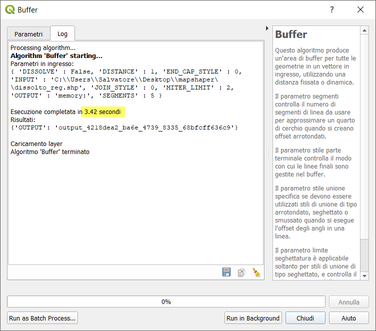 Buffer
Parametri
Log
Processing algorithm...
Algorithm 'Buffer' starting...
Parametri in ingresso:
{ 'DISSOLVE' : False, 'DISTANCE' : 1, 'END_CAP_STYLE' : 0,
'INPUT' : 'C:\\Users\\Salvatore\\Desktop\\mapshaper\
\dissolto_reg.shp', 'JOIN_STYLE' : 0, 'MITER_LIMIT' : 2,
'OUTPUT' : 'memory:', 'SEGMENTS' : 5 }
Esecuzione completata in 3.42 secondi
Risultati:
{'OUTPUT': 'output_4218dea2_ba6e_4739_8335_68bfcff636c9'}
Caricamento layer
Algoritmo 'Buffer' terminato
Buffer
Questo algoritmo produce
un'area di buffer per tutte le
geometrie in un vettore in
ingresso, utilizzando una
distanza fissata o dinamica.
Il parametro segmenti
controlla il numero di
segmenti di linea da usare
per approssimare un quarto
di cerchio quando si creano
offset arrotondati.
Il parametro stile parte
terminale controlla il modo
con cui le linee finali sono
gestite nel buffer.
Il parametro stile unione
specifica se devono essere
utilizzati stili di unione di tipo
arrotondato, seghettato o
smussato quando si esegue
l'offset degli angoli in una
linea.
Il parametro limite
seghettatura è applicabile
soltanto per stili di unione di
tipo seghettato, e controlla il
0%
Annulla
Run as Batch Process...
Run in Background
Chiudi
Aiuto